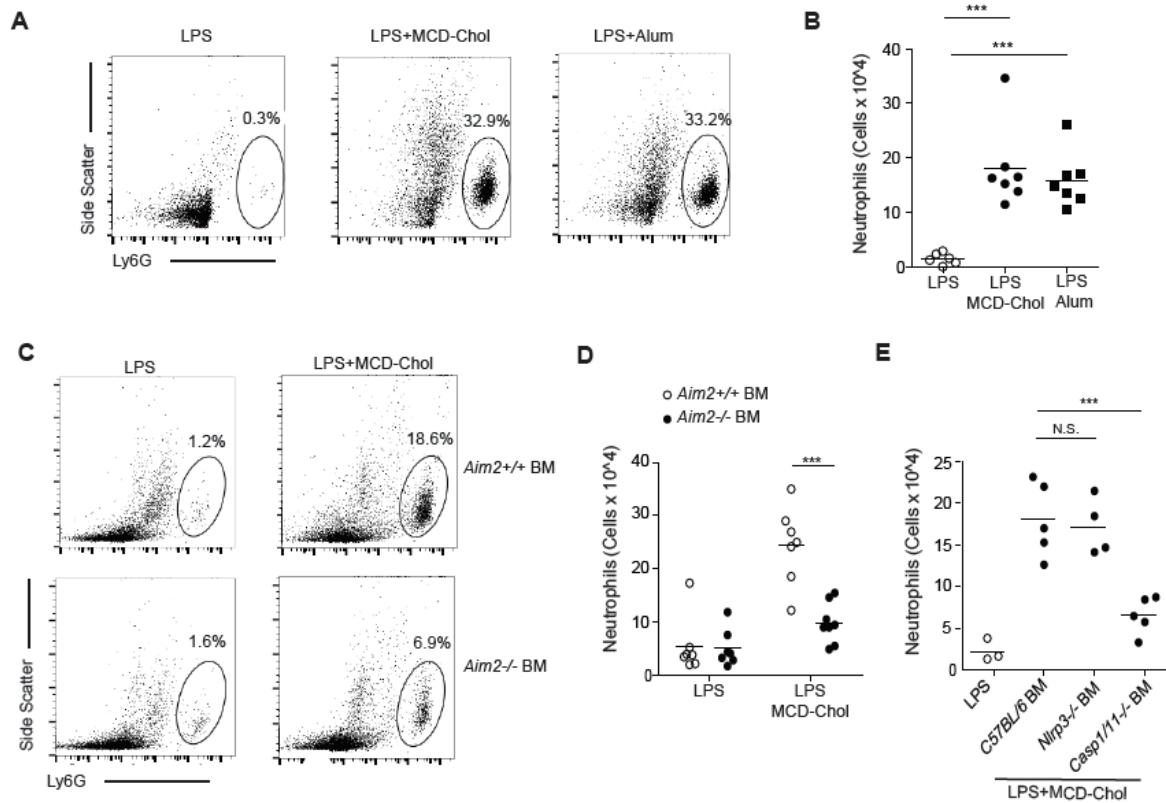 A
LPS
LPS+MCD-Chol
LPS+Alum
0.3%
32.9%
33.2%
Side Scatter
Ly6G
B
***
***
Neutrophils (Cells x 10^4)
40
30
20
10
0
LPS
LPS
MCD-Chol
LPS
Alum
C
LPS
LPS+MCD-Chol
1.2%
18.6%
Aim2+/+ BM
1.6%
6.9%
Aim2-/- BM
Side Scatter
Ly6G
D
Aim2+/+ BM
Aim2-/- BM
***
Neutrophils (Cells x 10^4)
40
30
20
10
0
LPS
LPS
MCD-Chol
E
***
N.S.
Neutrophils (Cells x 10^4)
25
20
15
10
5
0
LPS
C57BL/6 BM
Nlrp3-/- BM
Casp1/11-/- BM
LPS+MCD-Chol